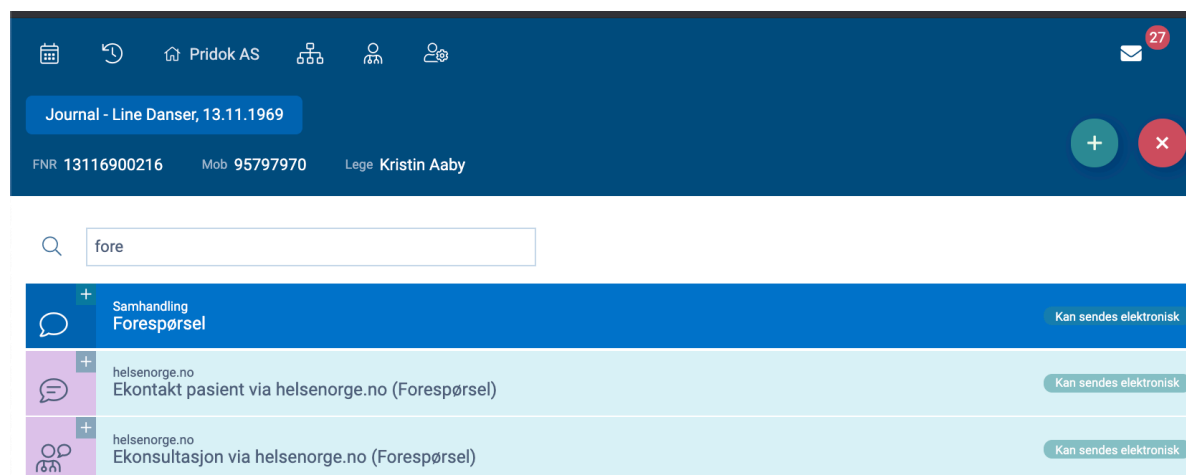 Pridok AS
27
Journal - Line Danser, 13.11.1969
FNR 13116900216 Mob 95797970 Lege Kristin Aaby
fore
Samhandling
Forespørsel
Kan sendes elektronisk
helsenorge.no
Ekontakt pasient via helsenorge.no (Forespørsel)
Kan sendes elektronisk
helsenorge.no
Ekonsultasjon via helsenorge.no (Forespørsel)
Kan sendes elektronisk